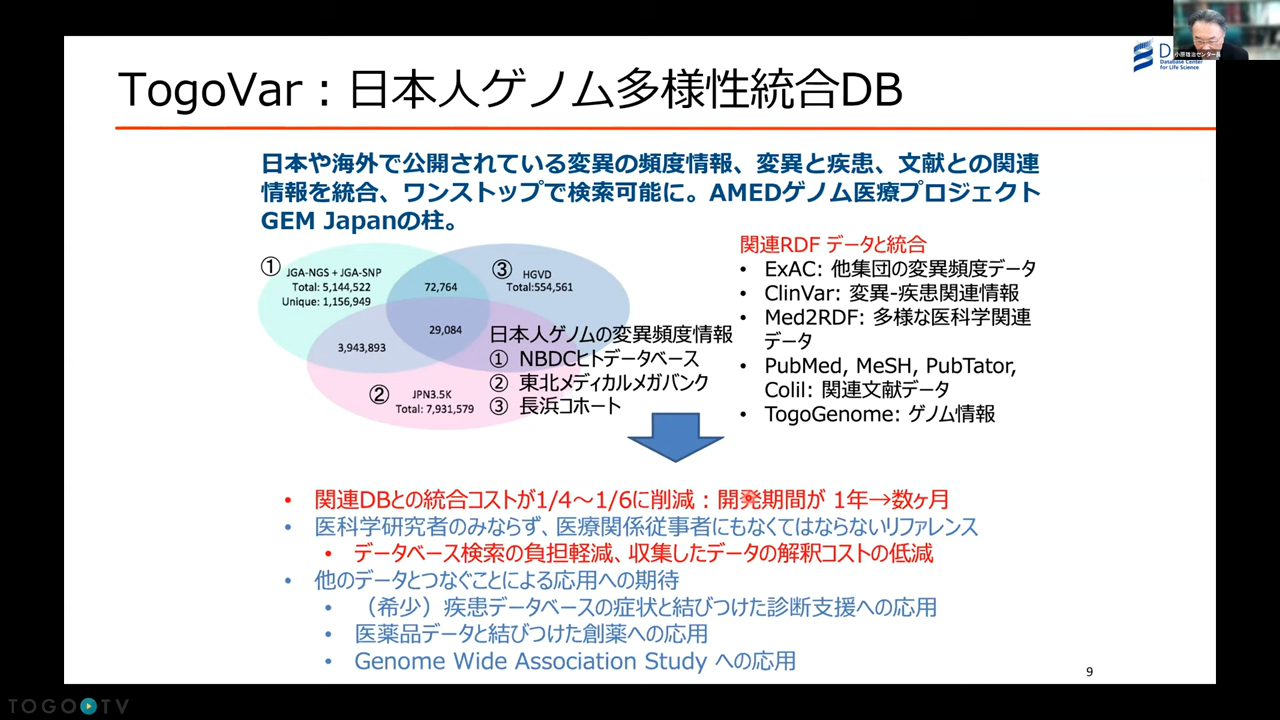 小原雄治センター長
Database Center
for Life Science
TogoVar：日本人ゲノム多様性統合DB
日本や海外で公開されている変異の頻度情報、変異と疾患、文献との関連
情報を統合、ワンストップで検索可能に。AMEDゲノム医療プロジェクト
GEM Japanの柱。
① JGA-NGS + JGA-SNP
Total: 5,144,522
Unique: 1,156,949
72,764
③ HGVD
Total:554,561
29,084
3,943,893
② JPN3.5K
Total: 7,931,579
日本人ゲノムの変異頻度情報
① NBDCヒトデータベース
② 東北メディカルメガバンク
③ 長浜コホート
関連RDF データと統合
• ExAC: 他集団の変異頻度データ
• ClinVar: 変異-疾患関連情報
• Med2RDF: 多様な医科学関連
データ
• PubMed, MeSH, PubTator,
Colil: 関連文献データ
• TogoGenome: ゲノム情報
• 関連DBとの統合コストが1/4～1/6に削減：開発期間が 1年→数ヶ月
• 医科学研究者のみならず、医療関係従事者にもなくてはならないリファレンス
• データベース検索の負担軽減、収集したデータの解釈コストの低減
• 他のデータとつなぐことによる応用への期待
• （希少）疾患データベースの症状と結びつけた診断支援への応用
• 医薬品データと結びつけた創薬への応用
• Genome Wide Association Study への応用
9
TOGO TV